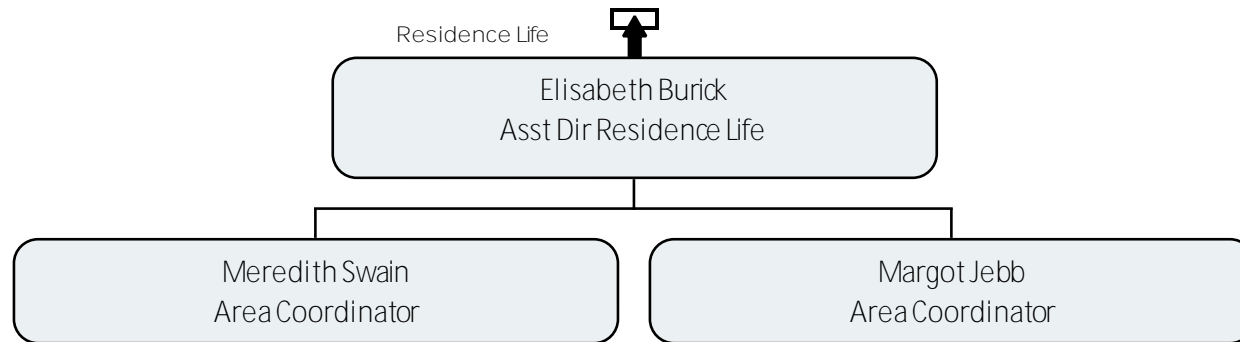 Residence Life
Elisabeth Burick
Asst Dir Residence Life
Meredith Swain
Area Coordinator
Margot Jebb
Area Coordinator